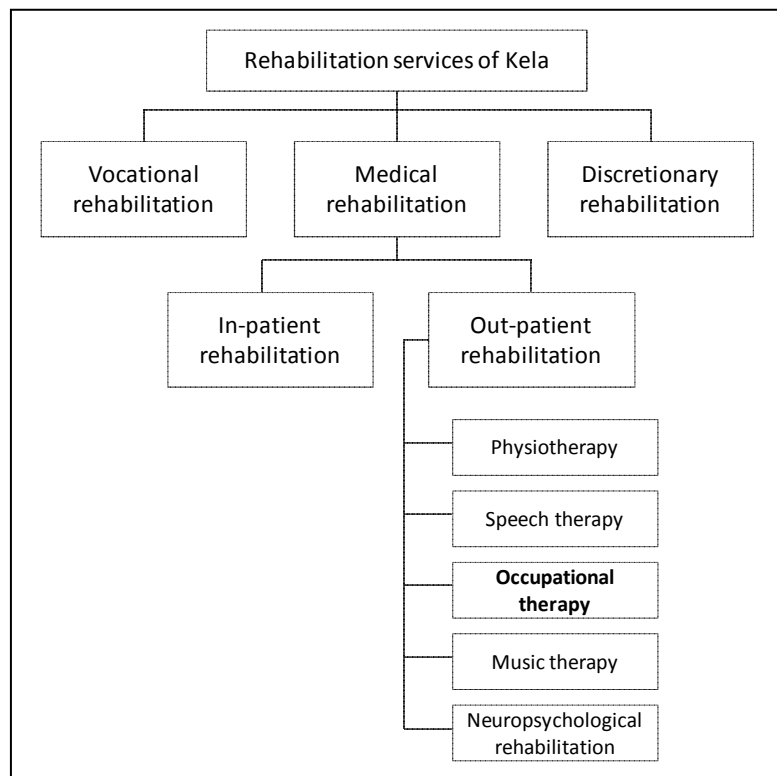 Rehabilitation services of Kela
Vocational
rehabilitation
Medical
rehabilitation
Discretionary
rehabilitation
In-patient
rehabilitation
Out-patient
rehabilitation
Physiotherapy
Speech therapy
Occupational
therapy
Music therapy
Neuropsychological
rehabilitation